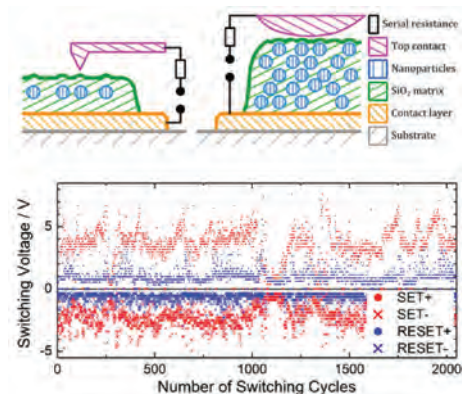 Serial resistance
Top contact
Nanoparticles
SiO₂ matrix
Contact layer
Substrate
Switching Voltage / V
5
0
-5
SET+
SET-
RESET+
RESET-
0
500
1000
1500
2000
Number of Switching Cycles